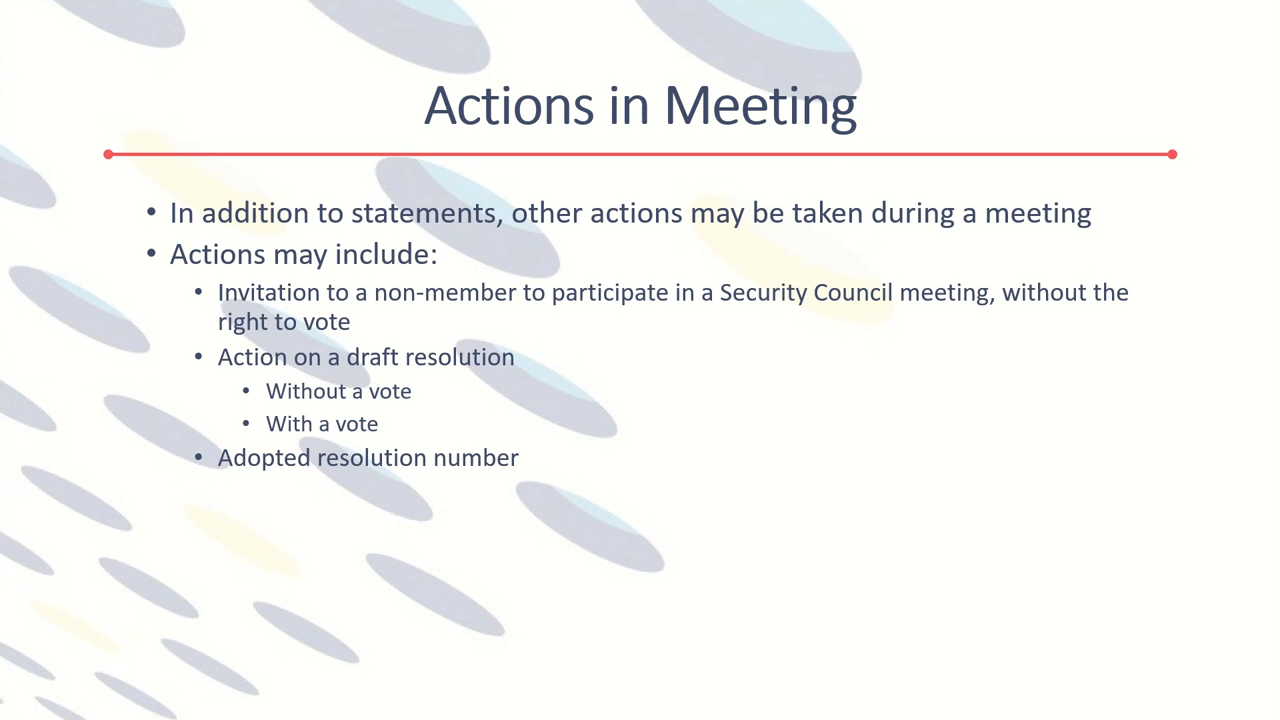 Actions in Meeting
• In addition to statements, other actions may be taken during a meeting
• Actions may include:
• Invitation to a non-member to participate in a Security Council meeting, without the
right to vote
• Action on a draft resolution
• Without a vote
• With a vote
• Adopted resolution number